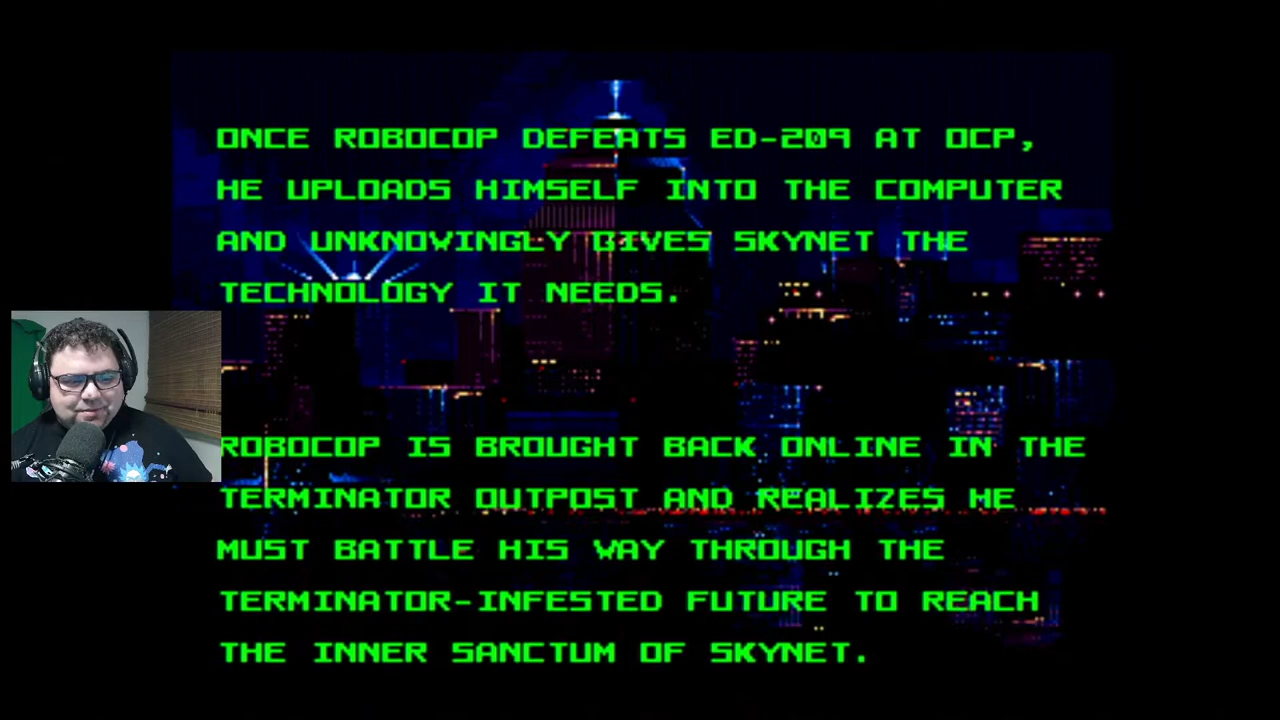 ONCE ROBOCOP DEFEATS ED-209 AT OCP,
HE UPLOADS HIMSELF INTO THE COMPUTER
AND UNKNOWINGLY GIVES SKYNET THE
TECHNOLOGY IT NEEDS.
ROBOCOP IS BROUGHT BACK ONLINE IN THE
TERMINATOR OUTPOST AND REALIZES HE
MUST BATTLE HIS WAY THROUGH THE
TERMINATOR-INFESTED FUTURE TO REACH
THE INNER SANCTUM OF SKYNET.